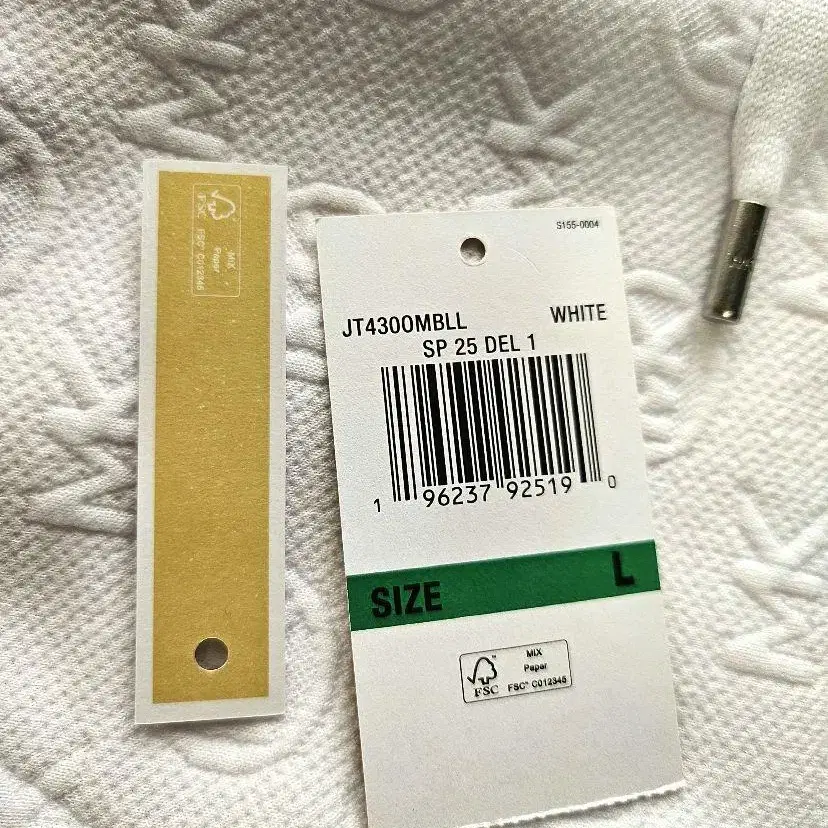 FSC
FSC® C012345
MIX
Paper
S155-0004
JT4300MBLL
WHITE
SP 25 DEL 1
1 96237 92519 0
SIZE L
FSC™
MIX
Paper
FSC® C012345